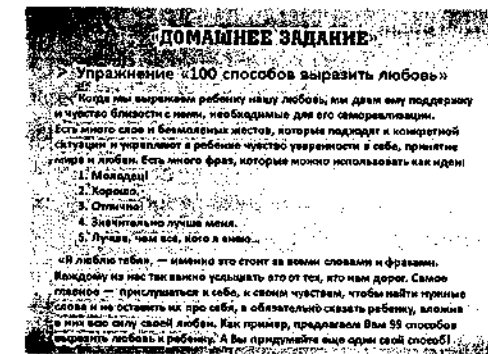 «ДОМАШНЕЕ ЗАДАНИЕ»
➢ Упражнение «100 способов выразить любовь»
Когда мы выражаем ребенку нашу любовь, мы даем ему поддержку
и чувство близости с ними, необходимые для его самореализации.
Есть много слов и безмолвных жестов, которые подходят к конкретной
ситуации и укрепляют в ребенке чувство уверенности в себе, принятие
мира и любви. Есть много фраз, которые можно использовать как идеи:
1. Молодец!
2. Хорошо.
3. Отлично!
4. Значительно лучше меня.
5. Лучше, чем все, кого я знаю...
«Я люблю тебя», — именно это стоит за всеми словами и фразами.
Каждому из нас так важно услышать это от тех, кто нам дорог. Самое
главное — прислушаться к себе, к своим чувствам, чтобы найти нужные
слова и не оставить их про себя, а обязательно сказать ребенку, вложив
в них всю силу своей любви. Как пример, предлагаем Вам 99 способов
выразить любовь к ребенку. А Вы придумайте еще один свой способ!